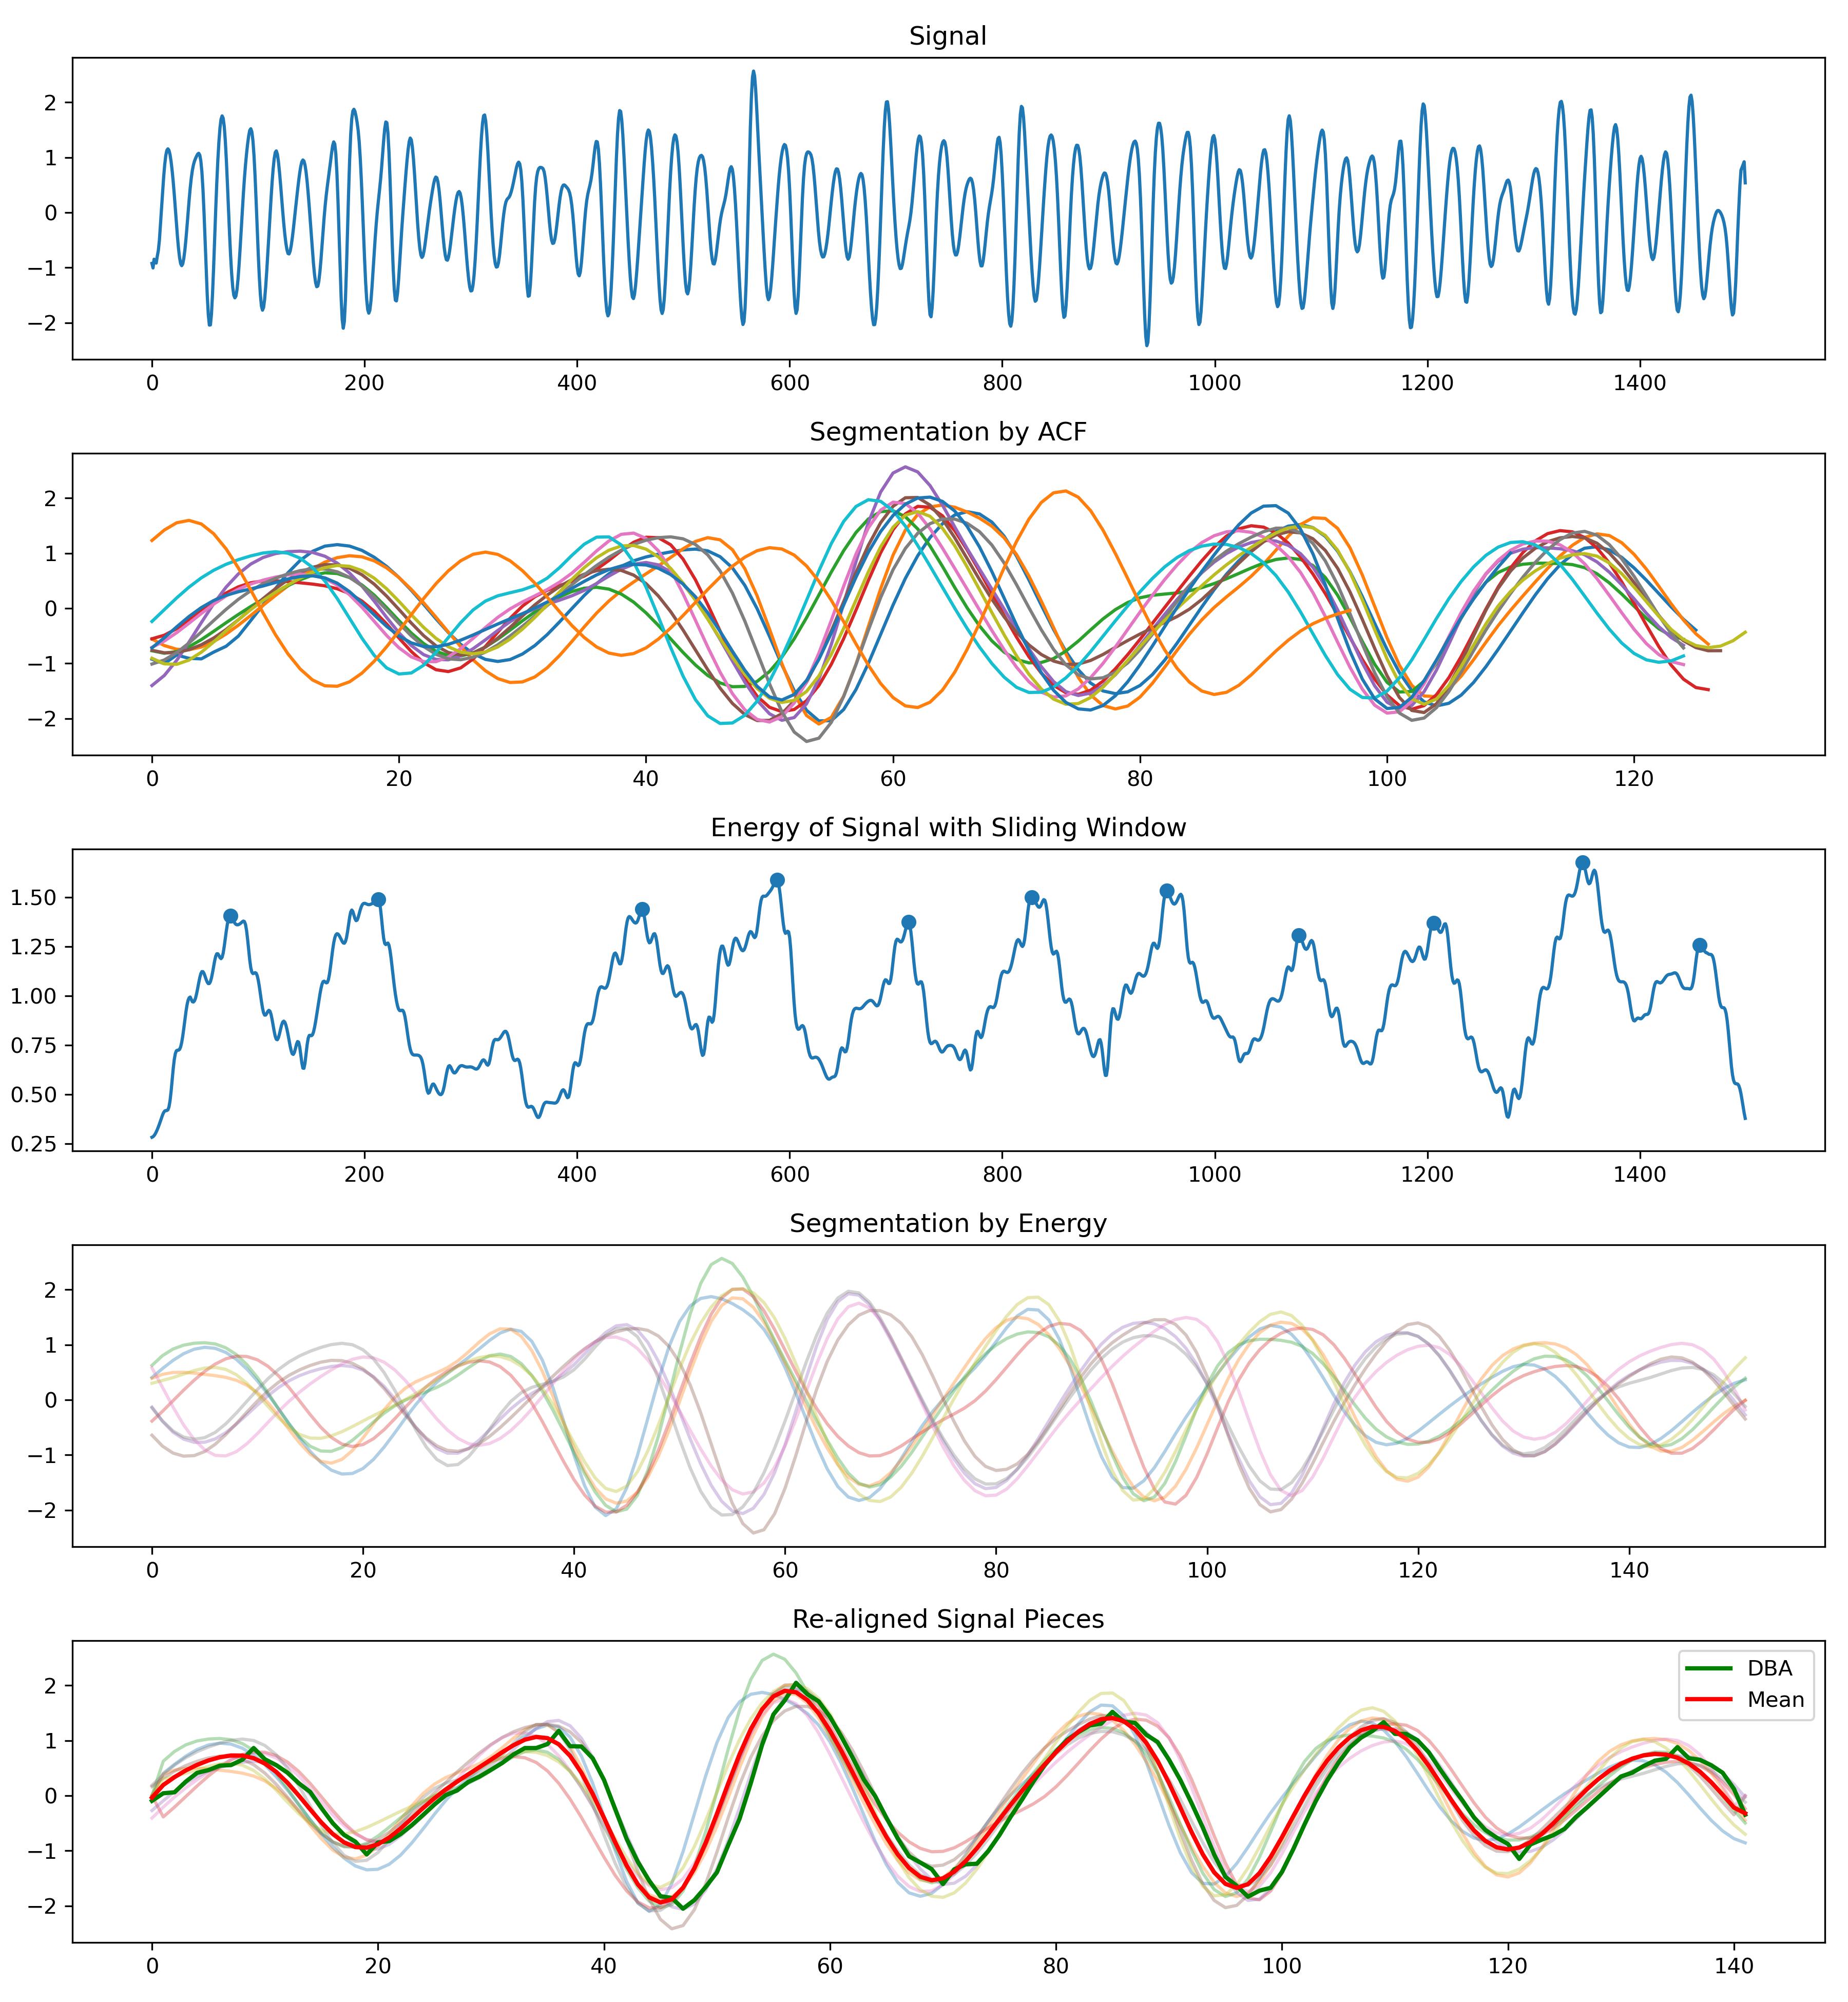 Signal
2
1
0
−1
−2
0 200 400 600 800 1000 1200 1400
Segmentation by ACF
2
1
0
−1
−2
0 20 40 60 80 100 120
Energy of Signal with Sliding Window
1.50
1.25
1.00
0.75
0.50
0.25
0 200 400 600 800 1000 1200 1400
Segmentation by Energy
2
1
0
−1
−2
0 20 40 60 80 100 120 140
Re-aligned Signal Pieces
DBA
Mean
2
1
0
−1
−2
0 20 40 60 80 100 120 140